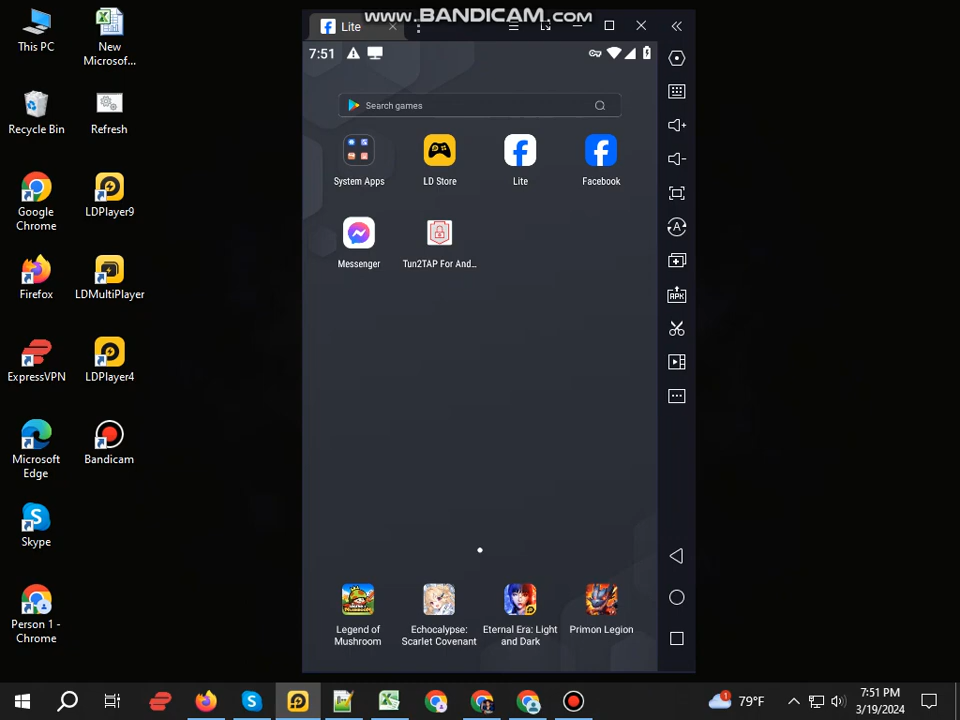 www.BANDICAM.com
Lite
7:51
Search games
System Apps
LD Store
Lite
Facebook
Messenger
Tun2TAP For And...
Legend of
Mushroom
Echocalypse:
Scarlet Covenant
Eternal Era: Light
and Dark
Primon Legion
This PC
New
Microsof...
Recycle Bin
Refresh
Google
Chrome
LDPlayer9
Firefox
LDMultiPlayer
ExpressVPN
LDPlayer4
Microsoft
Edge
Bandicam
Skype
Person 1 -
Chrome
APK
1
79°F
7:51 PM
3/19/2024